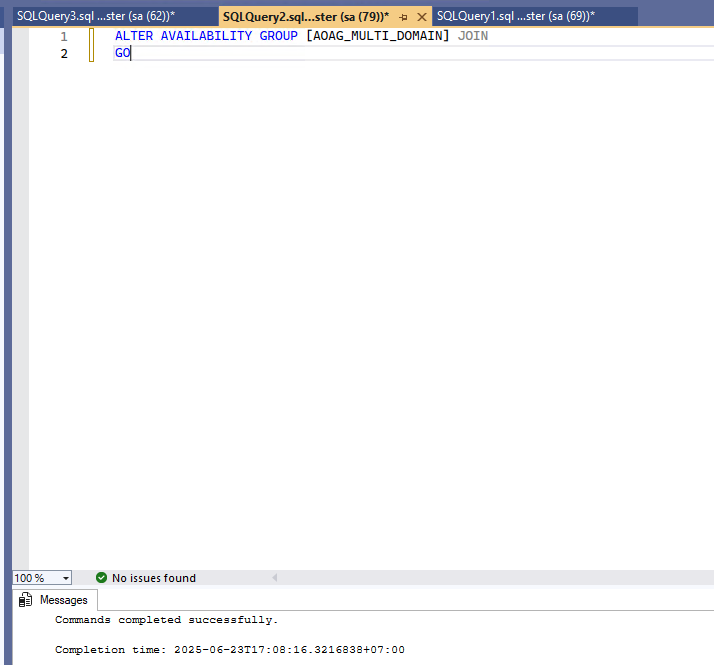 SQLQuery3.sql ...ster (sa (62))* SQLQuery2.sql...ster (sa (79))* SQLQuery1.sql ...ster (sa (69))*
1 ALTER AVAILABILITY GROUP [AOAG_MULTI_DOMAIN] JOIN
2 GO
100 % No issues found
Messages
Commands completed successfully.
Completion time: 2025-06-23T17:08:16.3216838+07:00